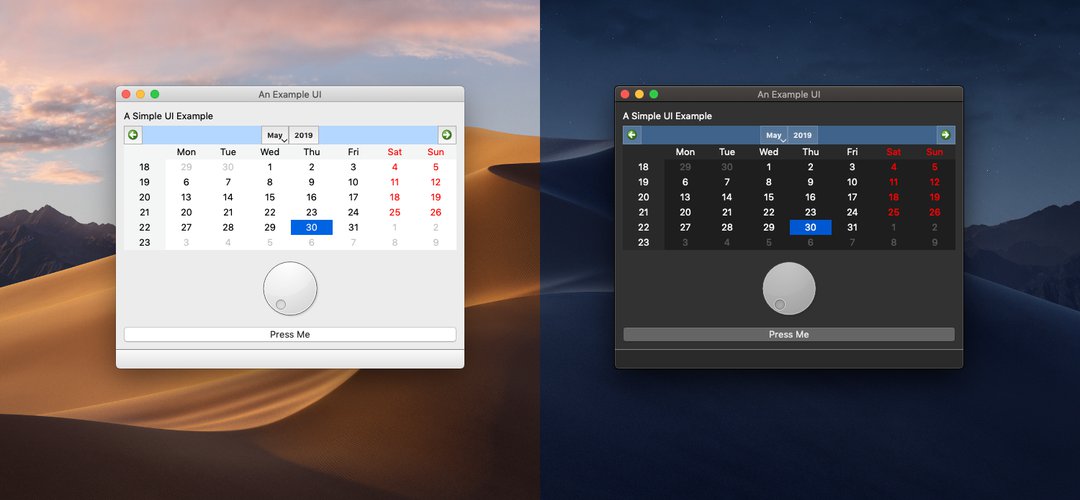 An Example UI
A Simple UI Example
May 2019
Mon Tue Wed Thu Fri Sat Sun
18 29 30 1 2 3 4 5
19 6 7 8 9 10 11 12
20 13 14 15 16 17 18 19
21 20 21 22 23 24 25 26
22 27 28 29 30 31 1 2
23 3 4 5 6 7 8 9
Press Me
An Example UI
A Simple UI Example
May 2019
Mon Tue Wed Thu Fri Sat Sun
18 29 30 1 2 3 4 5
19 6 7 8 9 10 11 12
20 13 14 15 16 17 18 19
21 20 21 22 23 24 25 26
22 27 28 29 30 31 1 2
23 3 4 5 6 7 8 9
Press Me